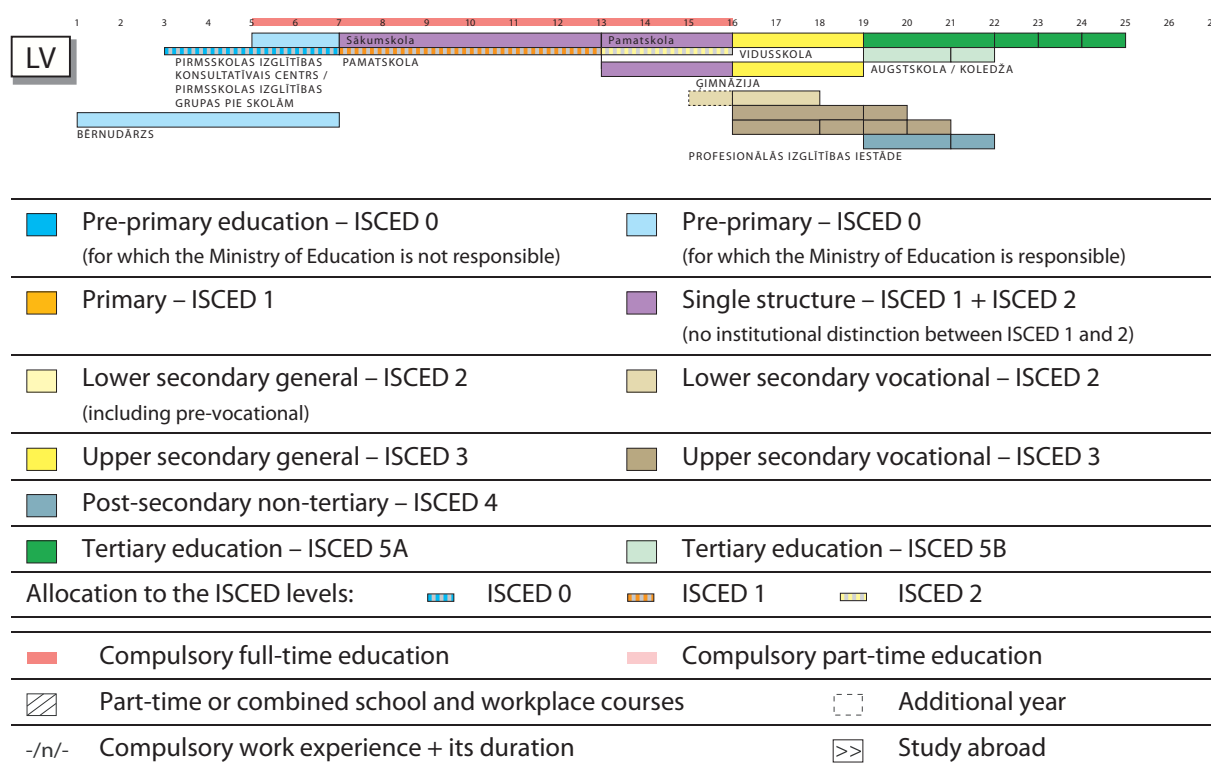 1 2 3 4 5 6 7 8 9 10 11 12 13 14 15 16 17 18 19 20 21 22 23 24 25 26 2
LV
Sākumskola Pamatskola
PIRMSSKOLAS IZGLĪTĪBAS
KONSULTATĪVAIS CENTRS /
PIRMSSKOLAS IZGLĪTĪBAS
GRUPAS PIE SKOLĀM
PAMATSKOLA
VIDUSSKOLA
AUGSTSKOLA / KOLEDŽA
ĢIMNĀZIJA
BĒRNUDĀRZS
PROFESIONĀLĀS IZGLĪTĪBAS IESTĀDE
Pre-primary education – ISCED 0
(for which the Ministry of Education is not responsible)
Pre-primary – ISCED 0
(for which the Ministry of Education is responsible)
Primary – ISCED 1
Single structure – ISCED 1 + ISCED 2
(no institutional distinction between ISCED 1 and 2)
Lower secondary general – ISCED 2
(including pre-vocational)
Lower secondary vocational – ISCED 2
Upper secondary general – ISCED 3
Upper secondary vocational – ISCED 3
Post-secondary non-tertiary – ISCED 4
Tertiary education – ISCED 5A
Tertiary education – ISCED 5B
Allocation to the ISCED levels: ISCED 0 ISCED 1 ISCED 2
Compulsory full-time education
Compulsory part-time education
Part-time or combined school and workplace courses
Additional year
-/n/- Compulsory work experience + its duration
>> Study abroad